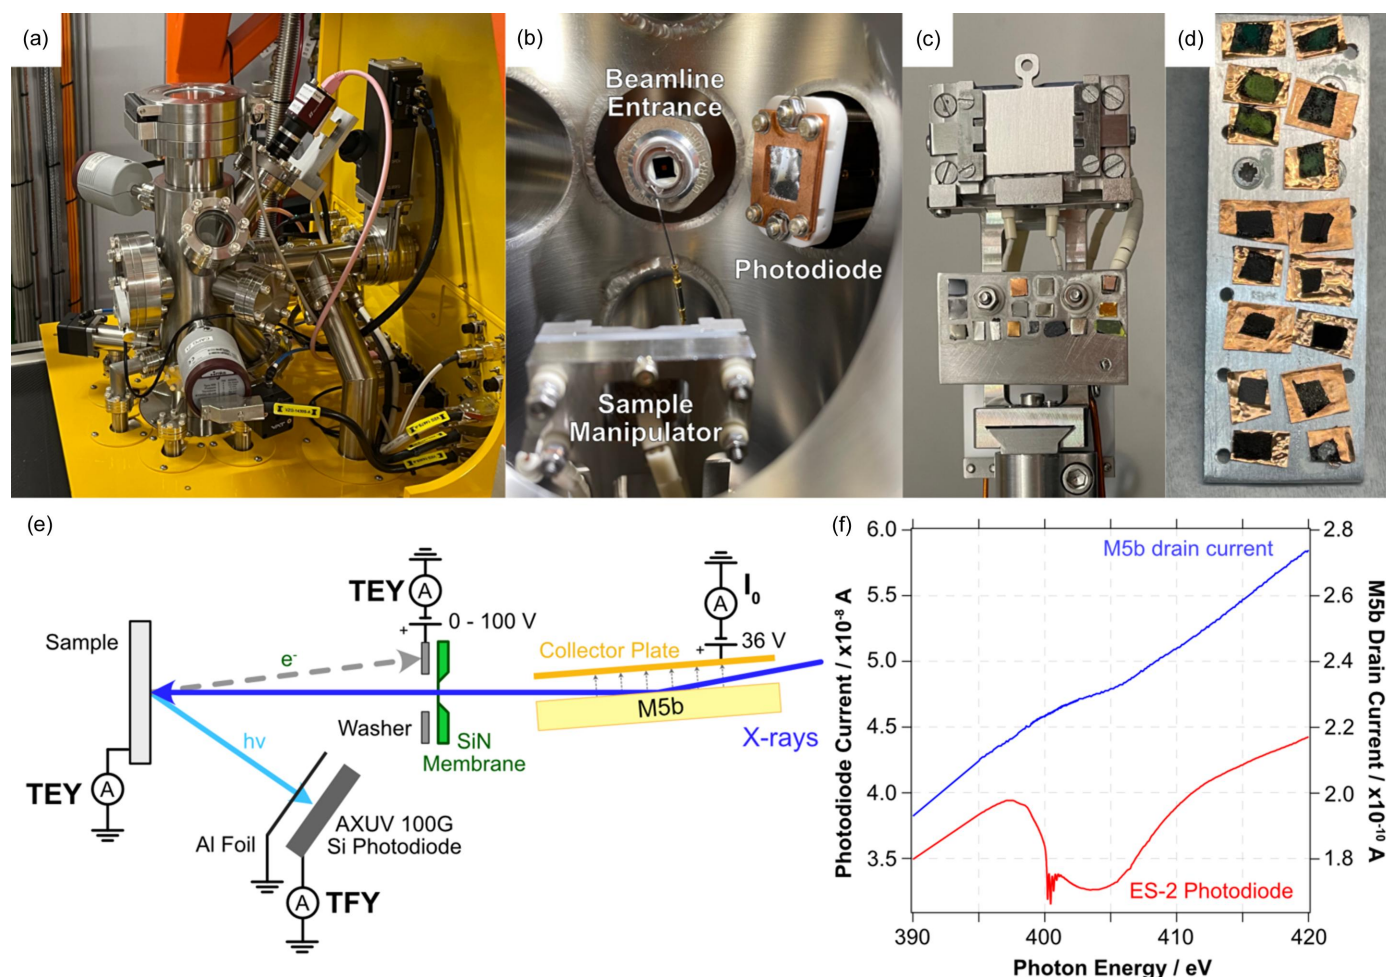 (a)
(b)
(c)
(d)
Beamline
Entrance
Photodiode
Sample
Manipulator
(e)
TEY
A
0 - 100 V
+
I0
A
36 V
+
Sample
e-
Collector Plate
M5b
X-rays
Washer
SiN
Membrane
hν
TEY
A
Al Foil
AXUV 100G
Si Photodiode
A
TFY
(f)
6.0
5.5
5.0
4.5
4.0
3.5
Photodiode Current / x10-8 A
M5b drain current
ES-2 Photodiode
2.8
2.6
2.4
2.2
2.0
1.8
M5b Drain Current / x10-10 A
390
400
410
420
Photon Energy / eV